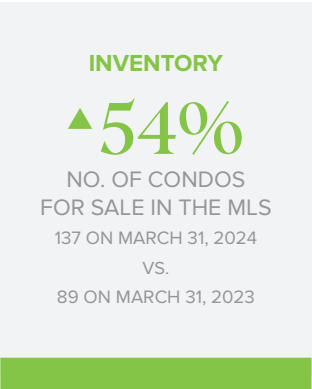 INVENTORY
▲54%
NO. OF CONDOS
FOR SALE IN THE MLS
137 ON MARCH 31, 2024
VS.
89 ON MARCH 31, 2023